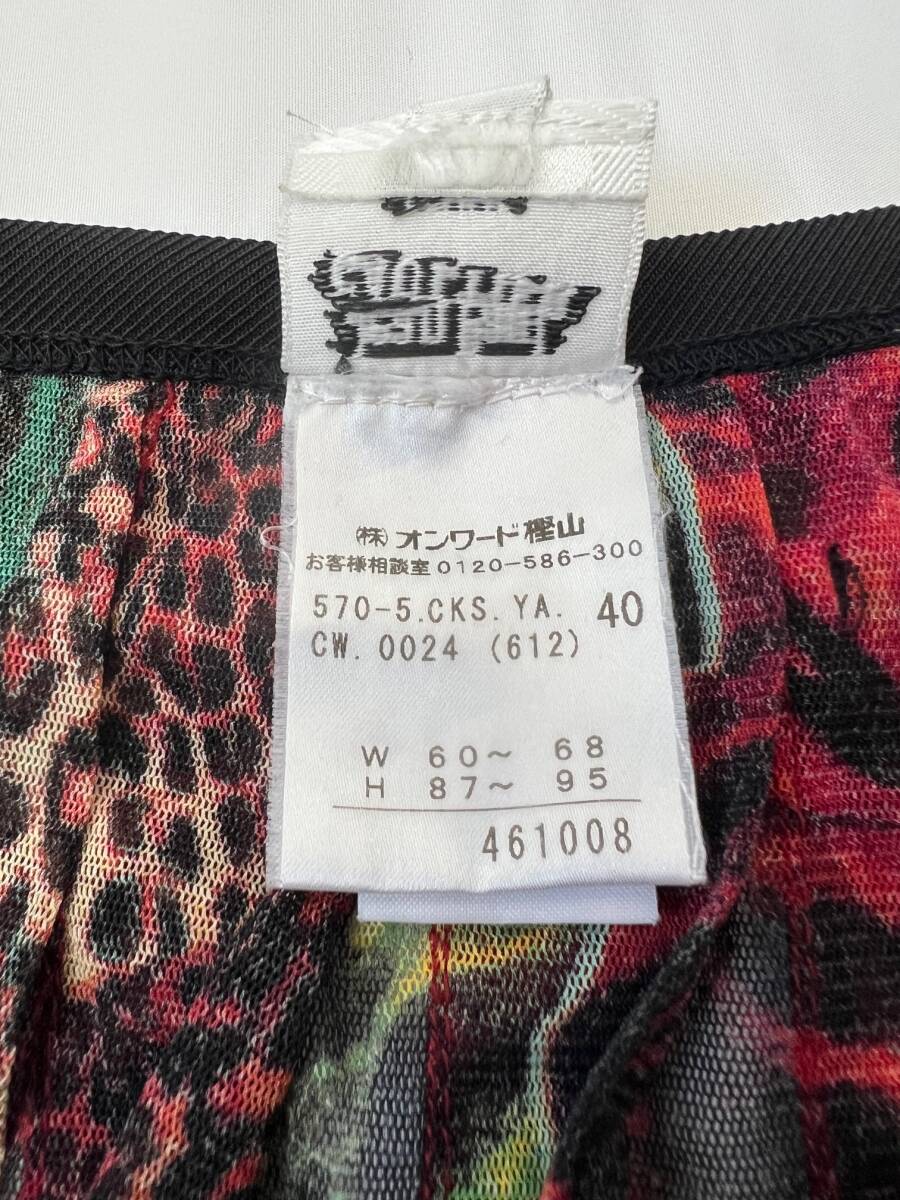 ㈱オンワード樫山
お客様相談室 0120-586-300
570-5.CKS.YA. 40
CW.0024 (612)
W 60～ 68
H 87～ 95
461008